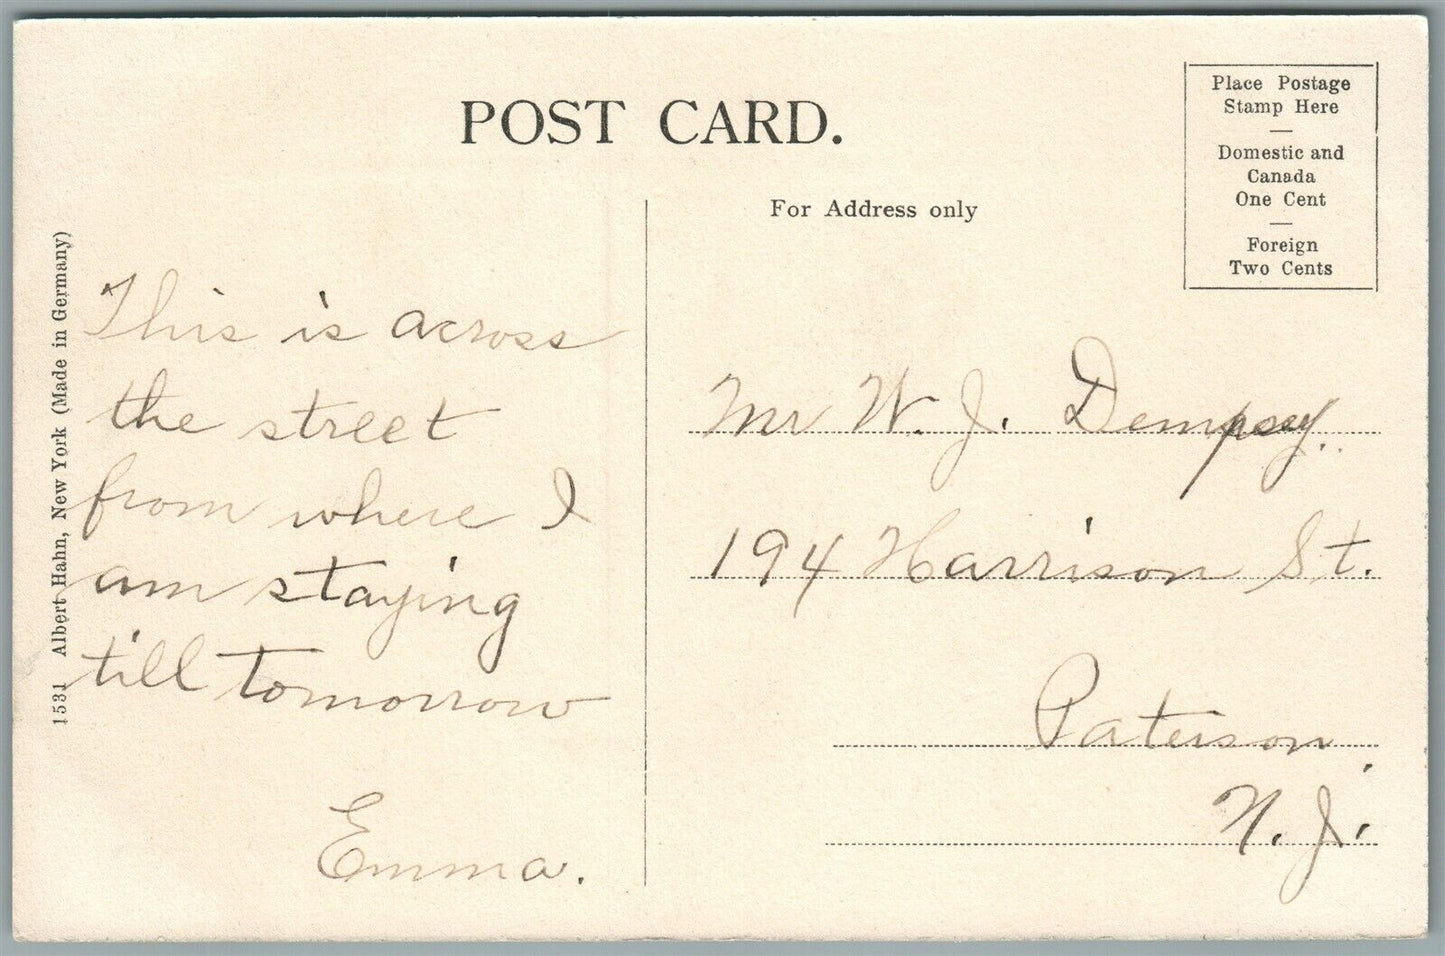 POST CARD.
Place Postage
Stamp Here
Domestic and
Canada
One Cent
Foreign
Two Cents
For Address only
1531 Albert Hahn, New York (Made in Germany)
This is across
the street
from where I
am staying
till tomorrow
Emma.
Mr W. J. Dempsey.
194 Harrison St.
Paterson
N. J.